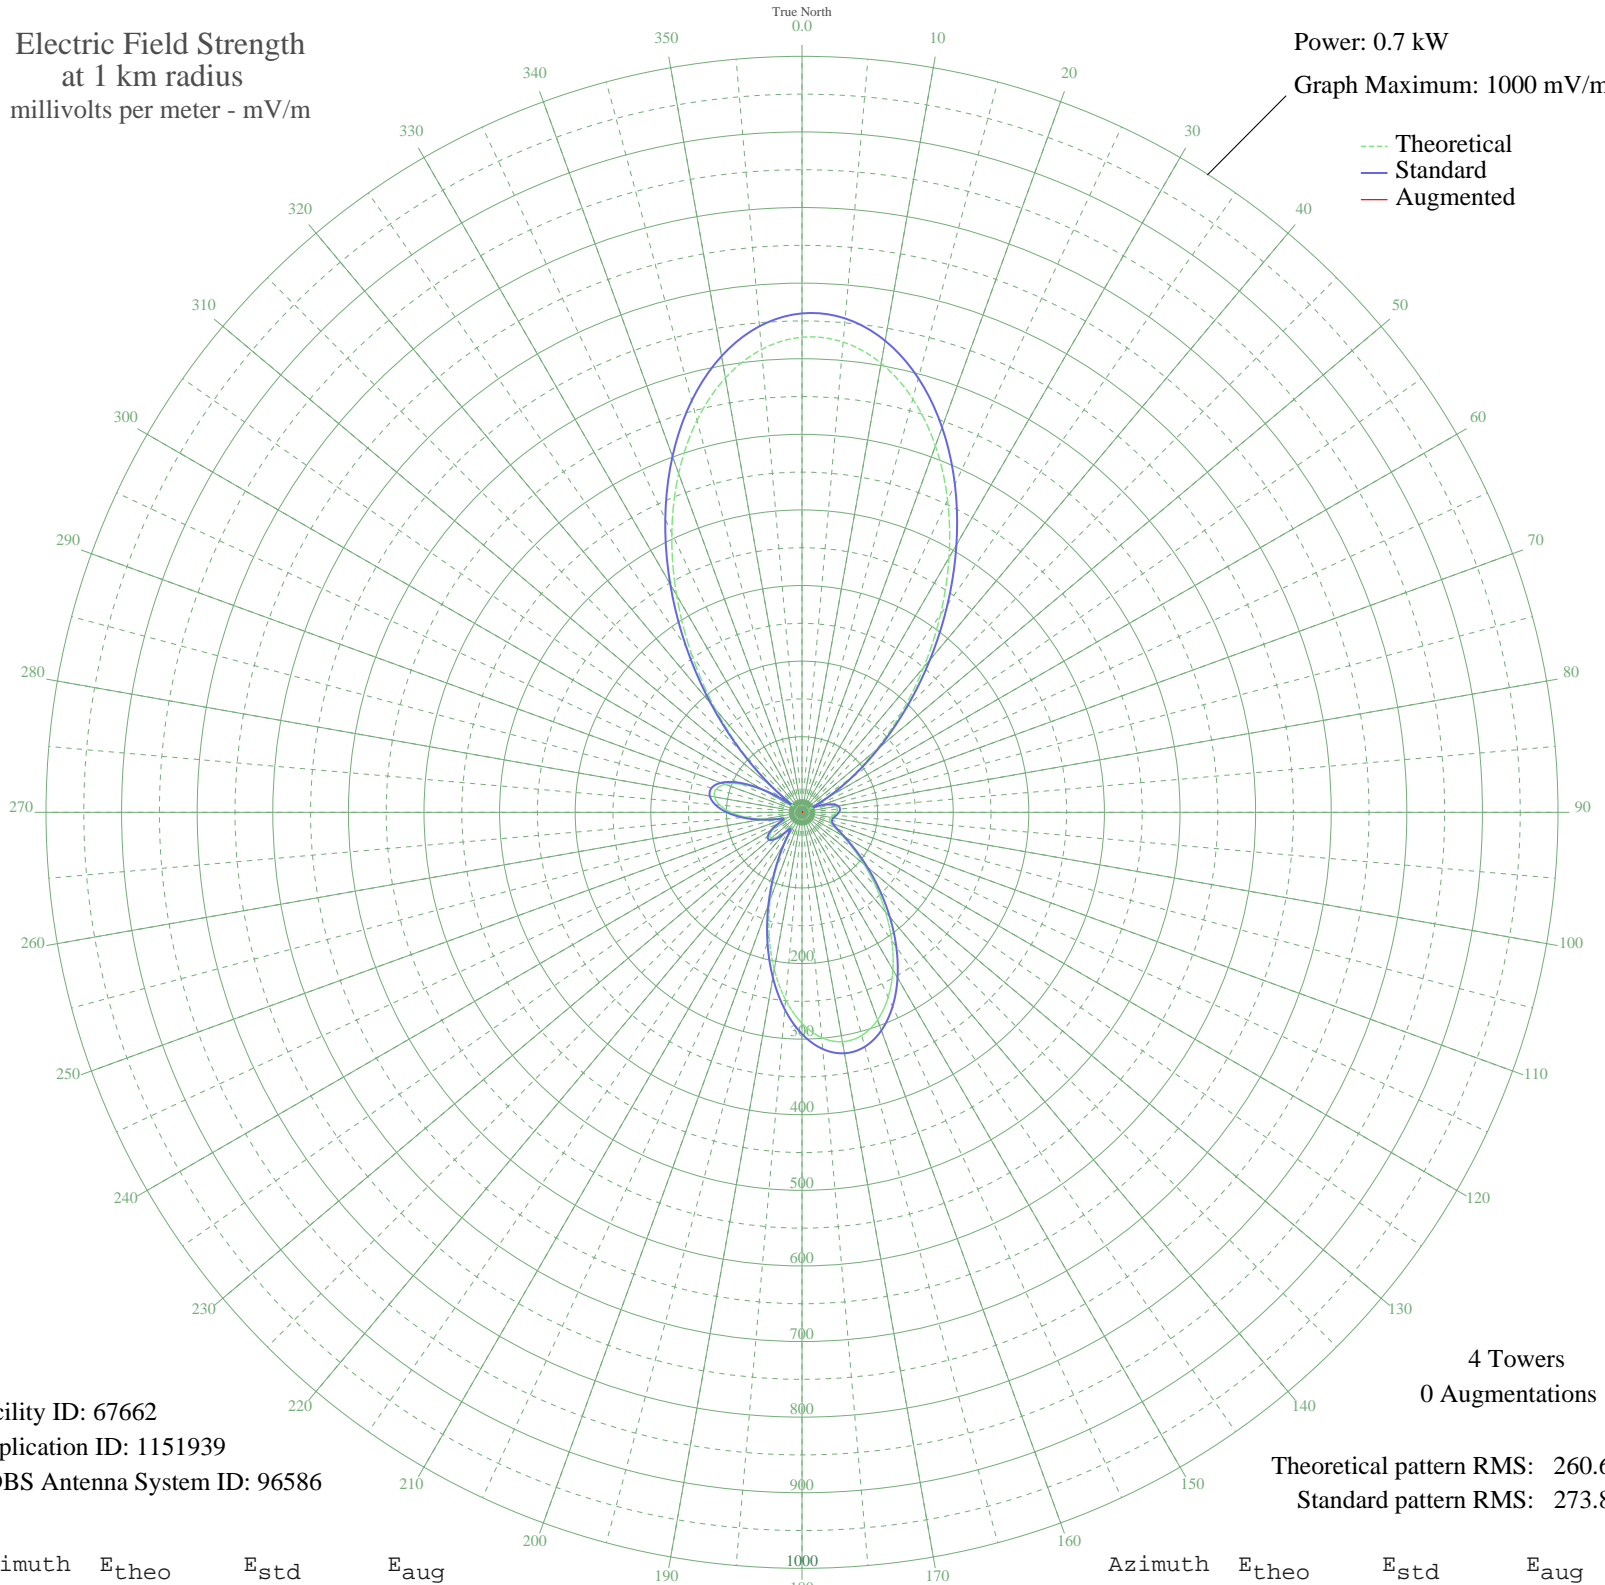 True North
0.0
Electric Field Strength
at 1 km radius
millivolts per meter - mV/m
Power: 0.7 kW
Graph Maximum: 1000 mV/m
Theoretical
Standard
Augmented
10
20
30
40
50
60
70
80
90
100
110
120
130
140
150
160
170
190
200
210
220
230
240
250
260
270
280
290
300
310
320
330
340
350
200
300
400
500
600
700
800
900
1000
4 Towers
0 Augmentations
cility ID: 67662
plication ID: 1151939
DBS Antenna System ID: 96586
Theoretical pattern RMS: 260.6
Standard pattern RMS: 273.8
imuth Etheo Estd Eaug
Azimuth Etheo Estd Eaug